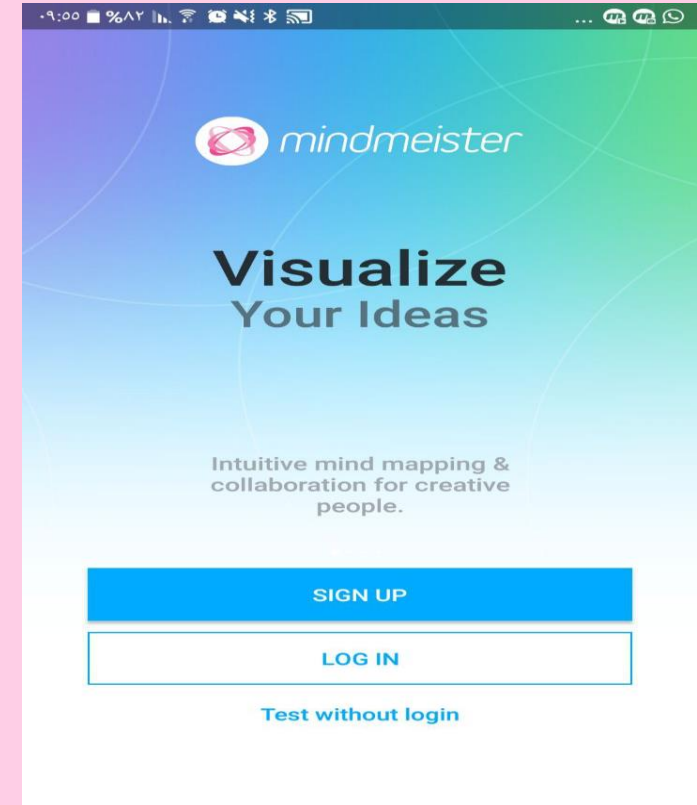 ٠٩:٥٥ %٨٢ ...
mindmeister
Visualize
Your Ideas
Intuitive mind mapping &
collaboration for creative
people.
SIGN UP
LOG IN
Test without login